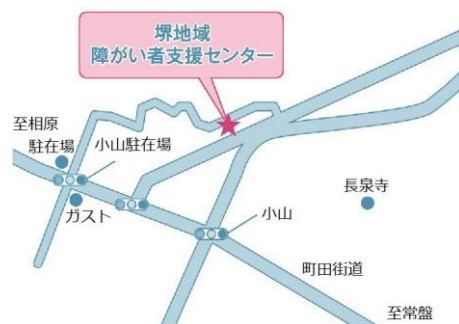 堺地域
障がい者支援センター
至相原
駐在場
小山駐在場
ガスト
小山
長泉寺
町田街道
至常盤